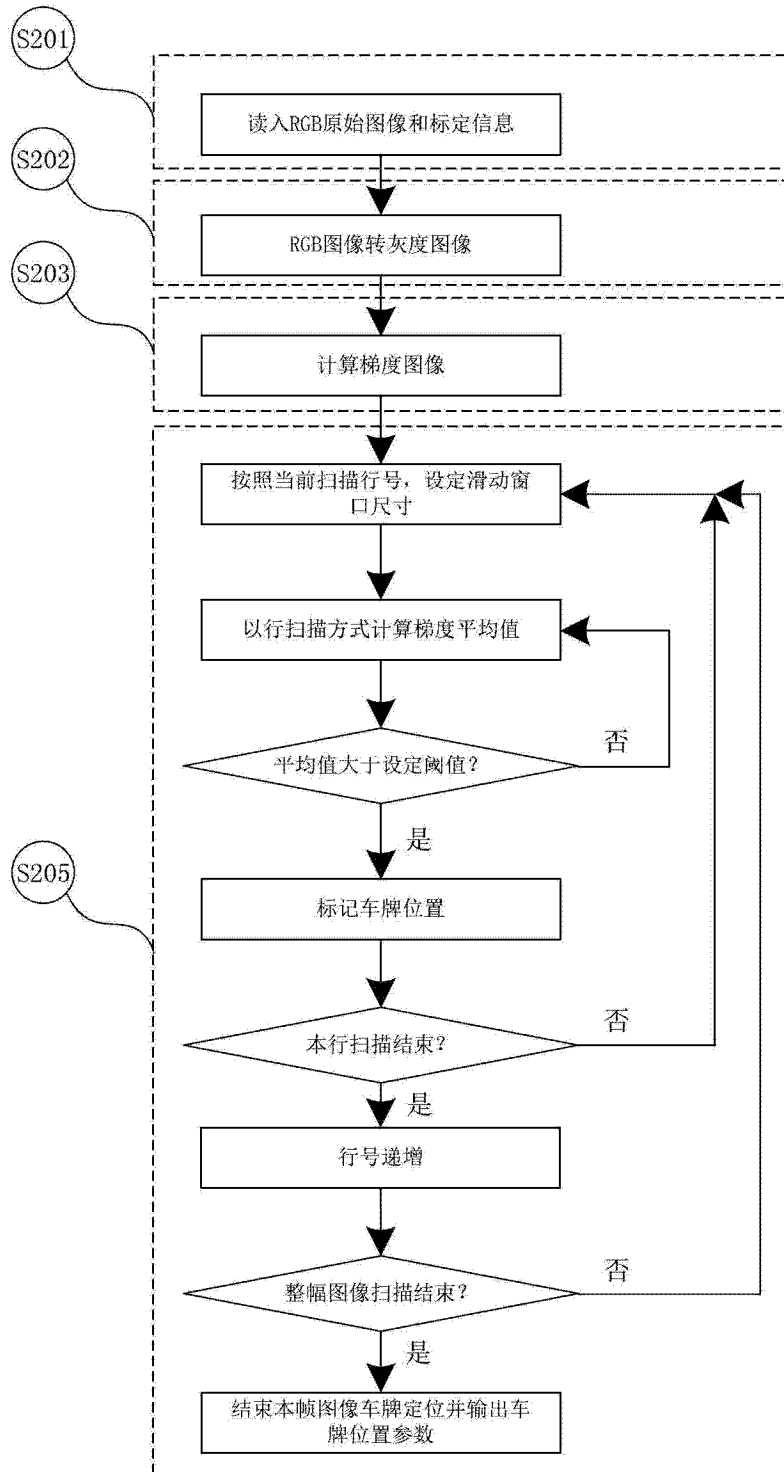 S201
读入RGB原始图像和标定信息
S202
RGB图像转灰度图像
S203
计算梯度图像
按照当前扫描行号，设定滑动窗
口尺寸
以行扫描方式计算梯度平均值
否
平均值大于设定阈值？
是
S205
标记车牌位置
否
本行扫描结束？
是
行号递增
否
整幅图像扫描结束？
是
结束本帧图像车牌定位并输出车
牌位置参数